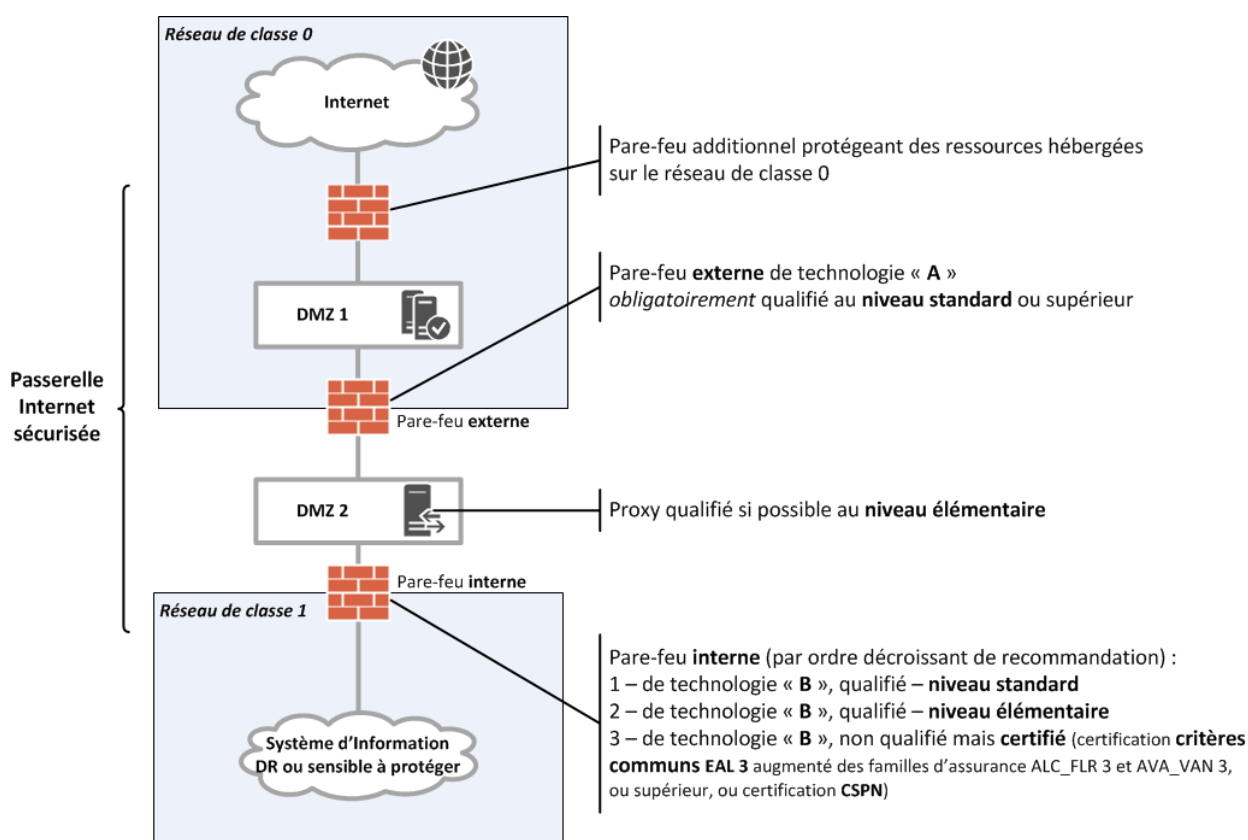 Réseau de classe 0
Internet
Pare-feu additionnel protégeant des ressources hébergées
sur le réseau de classe 0
Pare-feu externe de technologie « A »
obligatoirement qualifié au niveau standard ou supérieur
DMZ 1
Passerelle
Internet
sécurisée
Pare-feu externe
DMZ 2
Proxy qualifié si possible au niveau élémentaire
Pare-feu interne
Réseau de classe 1
Pare-feu interne (par ordre décroissant de recommandation) :
1 – de technologie « B », qualifié – niveau standard
2 – de technologie « B », qualifié – niveau élémentaire
3 – de technologie « B », non qualifié mais certifié (certification critères
communs EAL 3 augmenté des familles d’assurance ALC_FLR 3 et AVA_VAN 3,
ou supérieur, ou certification CSPN)
Système d’Information
DR ou sensible à protéger